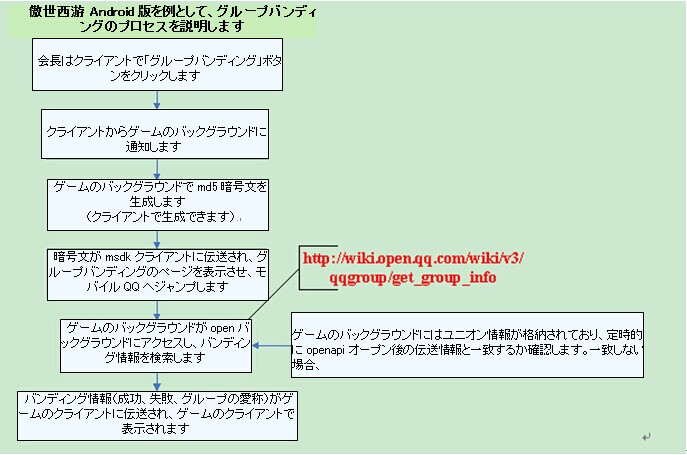 傲世西游 Android 版を例として、グループバンディ
ングのプロセスを説明します
会長はクライアントで「グループバンディング」ボタ
ンをクリックします
クライアントからゲームのバックグラウンドに
通知します
ゲームのバックグラウンドで md5 暗号文を
生成します
（クライアントで生成できます）.
暗号文が msdk クライアントに伝送され、グ
ループバンディングのページを表示させ、モ
バイル QQ へジャンプします
http://wiki.open.qq.com/wiki/v3/
qqgroup/get_group_info
ゲームのバックグラウンドが open バ
ックグラウンドにアクセスし、バンディ
ング情報を検索します
ゲームのバックグラウンドにはユニオン情報が格納されており、定時的
に openapi オープン後の伝送情報と一致するか確認します。一致しない
場合、
バンディング情報（成功、失敗、グループの愛称）がゲ
ームのクライアントに伝送され、ゲームのクライアントで
表示されます